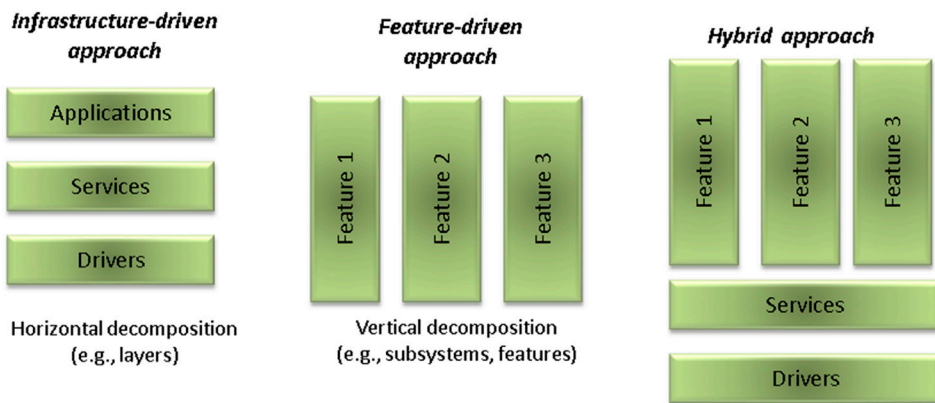 Infrastructure-driven
approach
Applications
Services
Drivers
Horizontal decomposition
(e.g., layers)
Feature-driven
approach
Feature 1
Feature 2
Feature 3
Vertical decomposition
(e.g., subsystems, features)
Hybrid approach
Feature 1
Feature 2
Feature 3
Services
Drivers